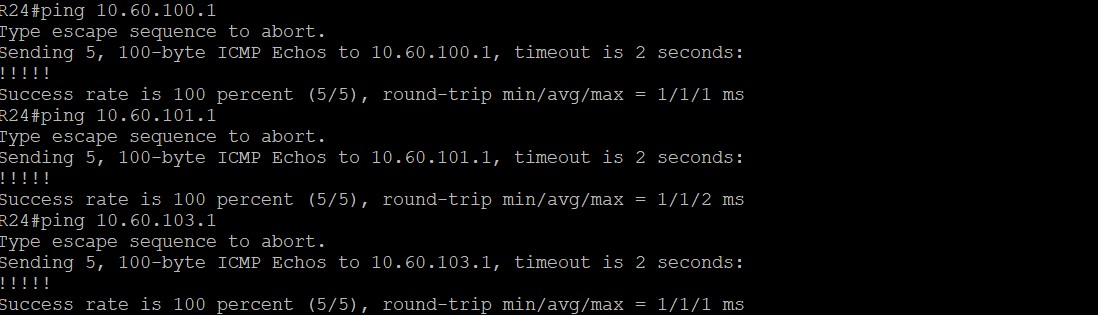 R24#ping 10.60.100.1
Type escape sequence to abort.
Sending 5, 100-byte ICMP Echos to 10.60.100.1, timeout is 2 seconds:
!!!!!
Success rate is 100 percent (5/5), round-trip min/avg/max = 1/1/1 ms
R24#ping 10.60.101.1
Type escape sequence to abort.
Sending 5, 100-byte ICMP Echos to 10.60.101.1, timeout is 2 seconds:
!!!!!
Success rate is 100 percent (5/5), round-trip min/avg/max = 1/1/2 ms
R24#ping 10.60.103.1
Type escape sequence to abort.
Sending 5, 100-byte ICMP Echos to 10.60.103.1, timeout is 2 seconds:
!!!!!
Success rate is 100 percent (5/5), round-trip min/avg/max = 1/1/1 ms